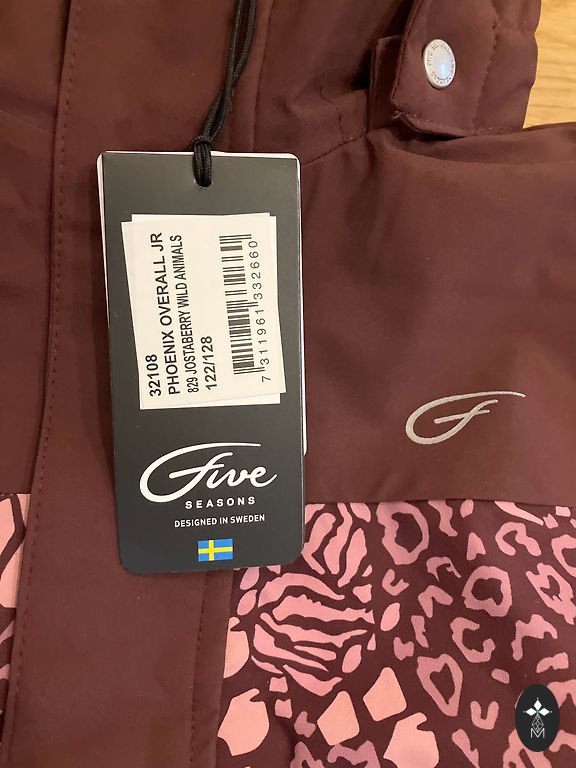 32108
PHOENIX OVERALL JR
829 JOSTABERRY WILD ANIMALS
122/128
7 311961 332660
Five
SEASONS
DESIGNED IN SWEDEN